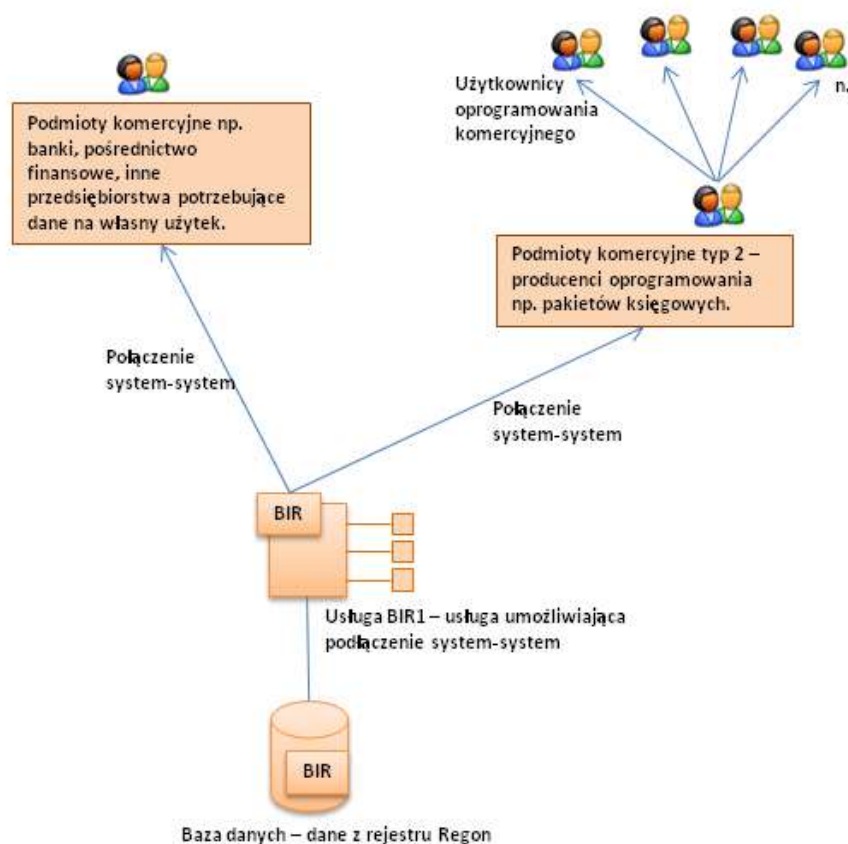 Użytkownicy
oprogramowania
komercyjnego
n.
Podmioty komercyjne np.
banki, pośrednictwo
finansowe, inne
przedsiębiorstwa potrzebujące
dane na własny użytek.
Podmioty komercyjne typ 2 –
producenci oprogramowania
np. pakietów księgowych.
Połączenie
system-system
Połączenie
system-system
BIR
Usługa BIR1 – usługa umożliwiająca
podłączenie system-system
BIR
Baza danych – dane z rejestru Regon